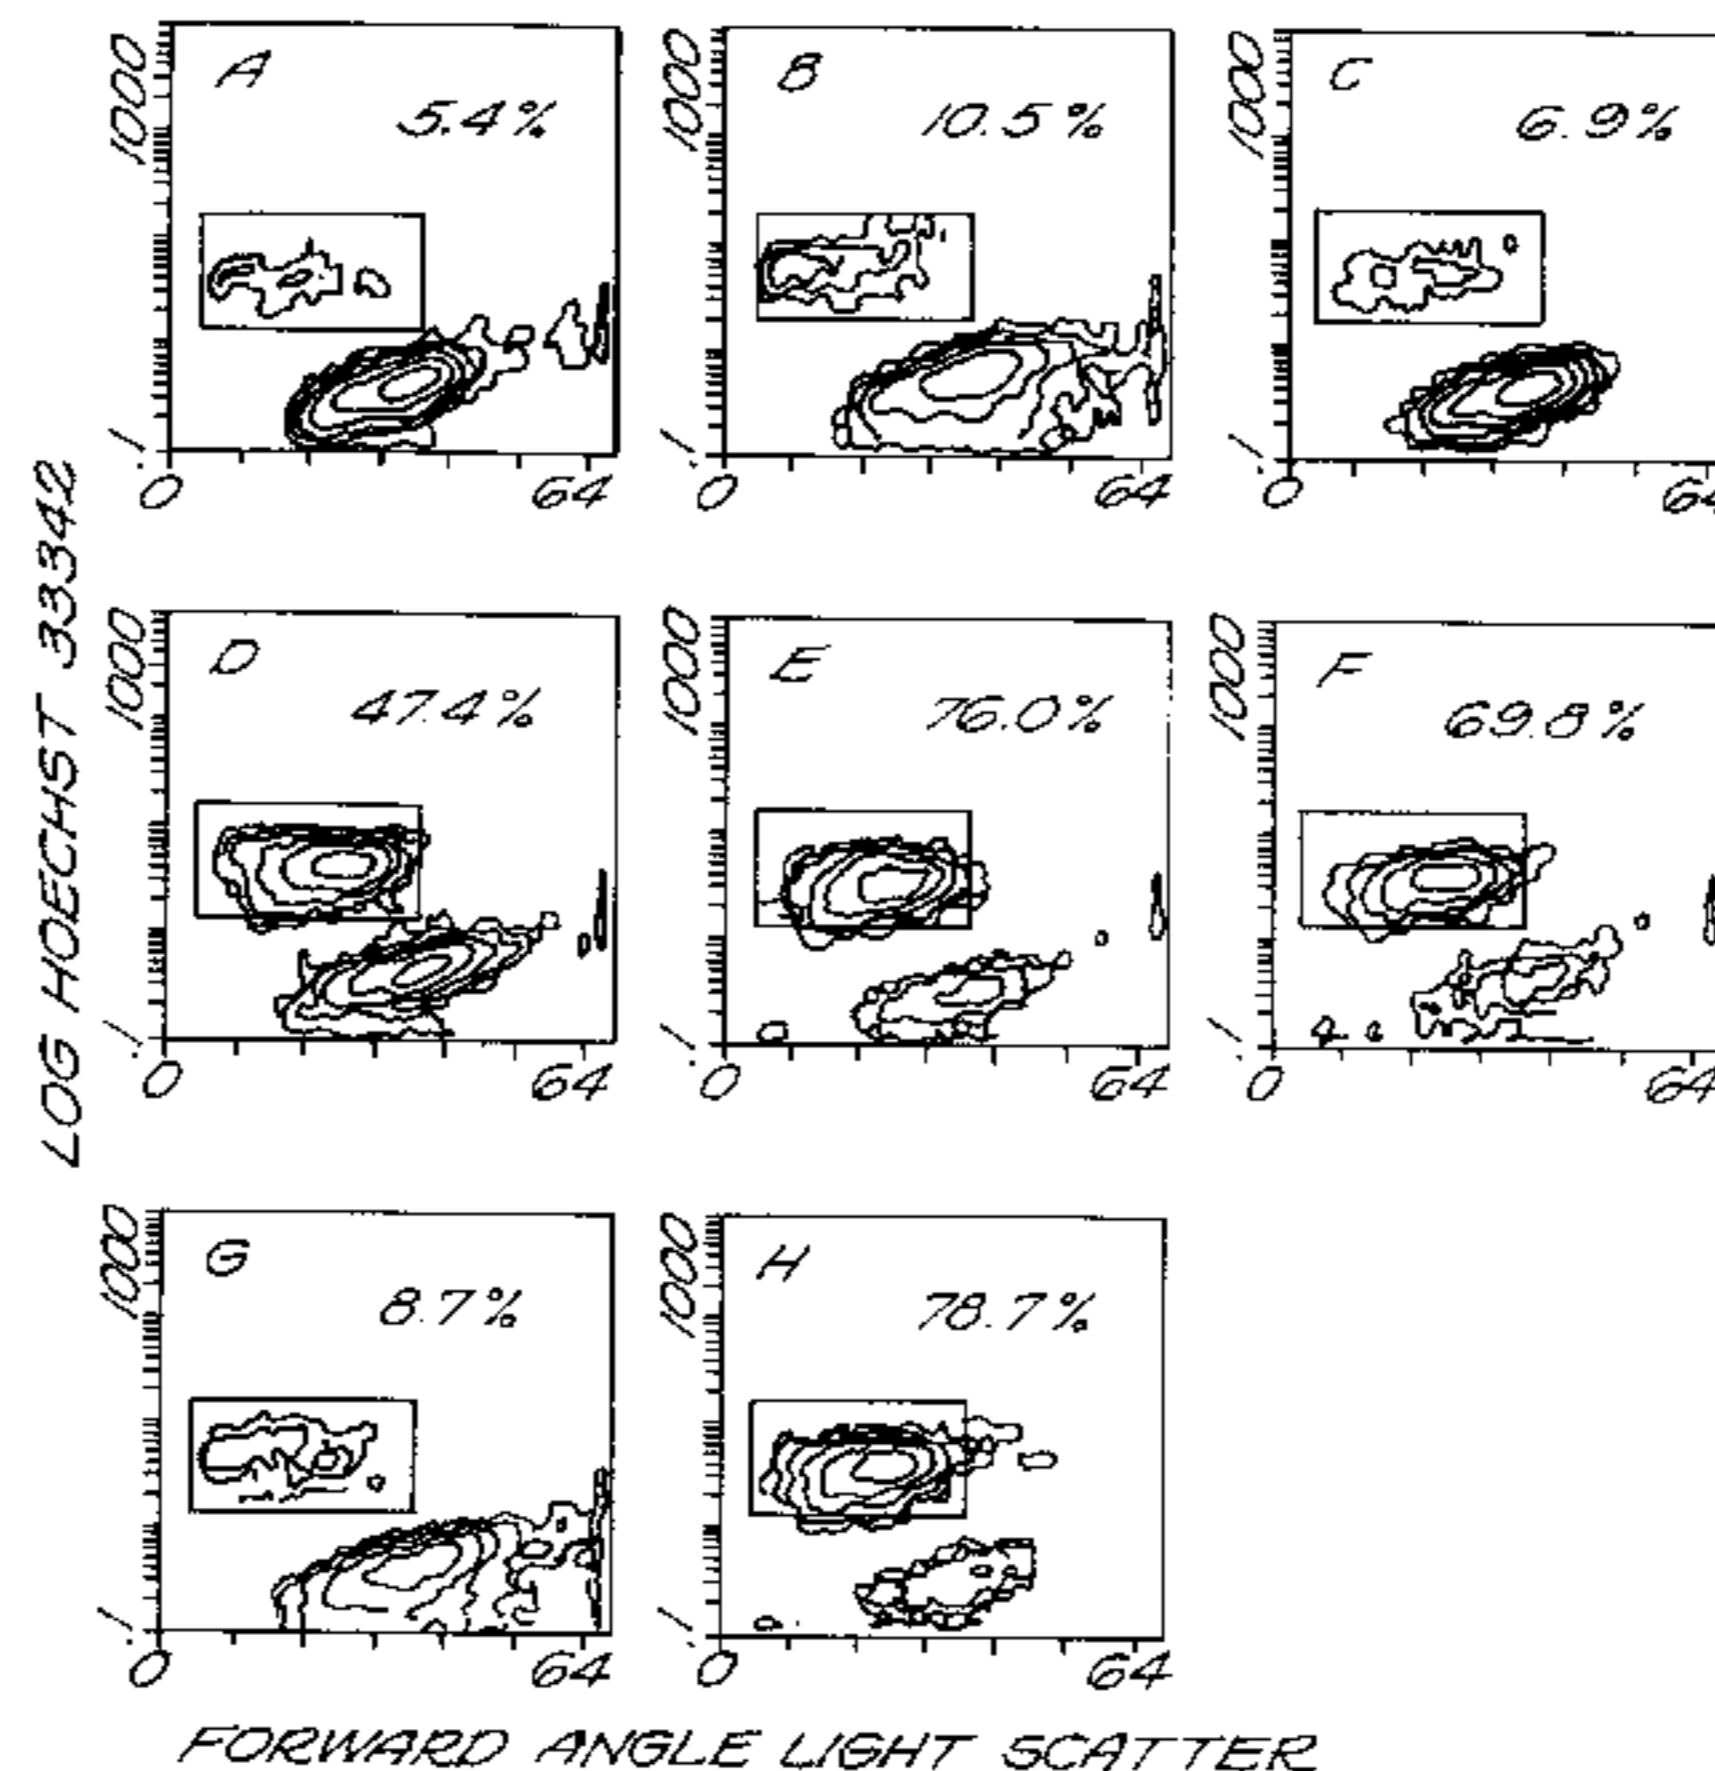 A B C
5.4% 10.5% 6.9%
1000 1000 1000
.1 .1 .1
0 64 0 64 0 64
LOG HOECHST 33342
D E F
47.4% 76.0% 69.8%
1000 1000 1000
.1 .1 .1
0 64 0 64 0 64
G H
8.7% 78.7%
1000 1000
.1 .1
0 64 0 64
FORWARD ANGLE LIGHT SCATTER